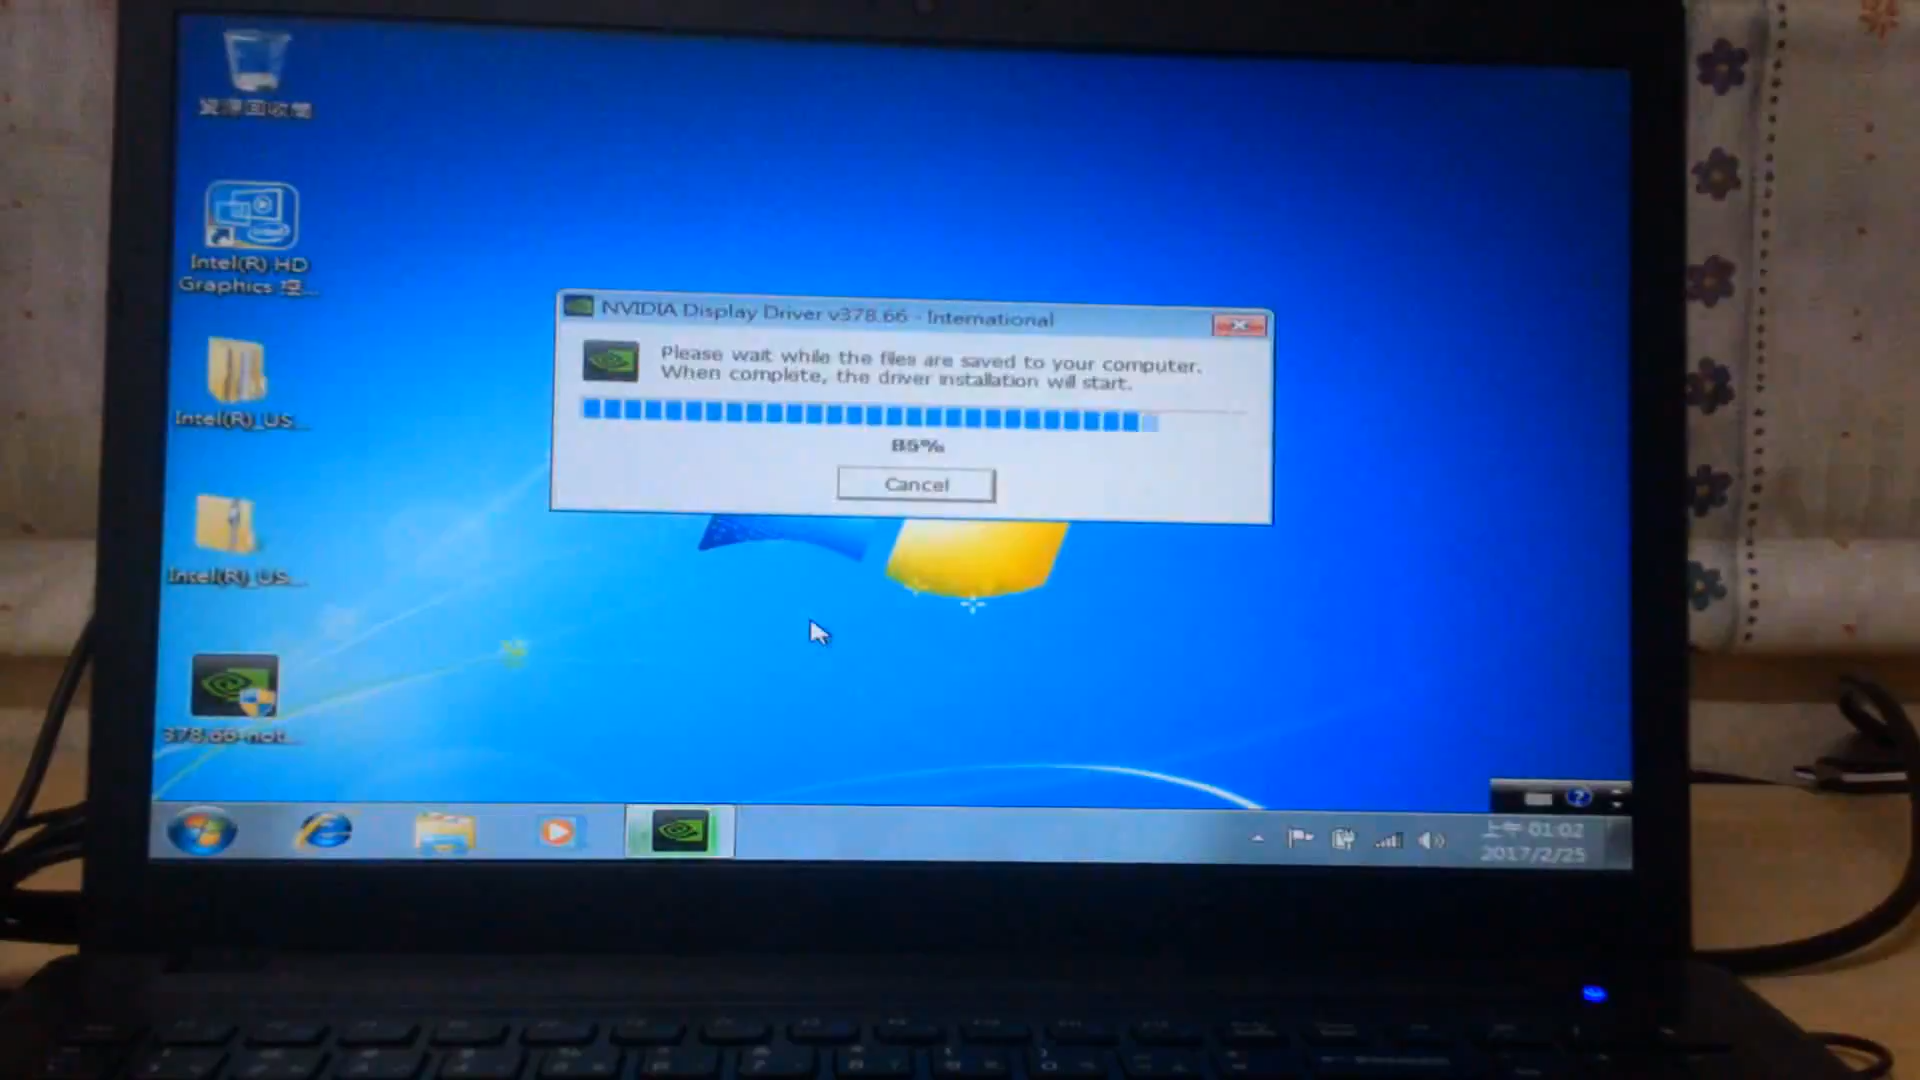 資源回收筒
Intel(R) HD
Graphics 控...
Intel(R)_US...
Intel(R)_US...
378.66-not...
NVIDIA Display Driver v378.66 - International
Please wait while the files are saved to your computer.
When complete, the driver installation will start.
85%
Cancel
上午 01:02
2017/2/25